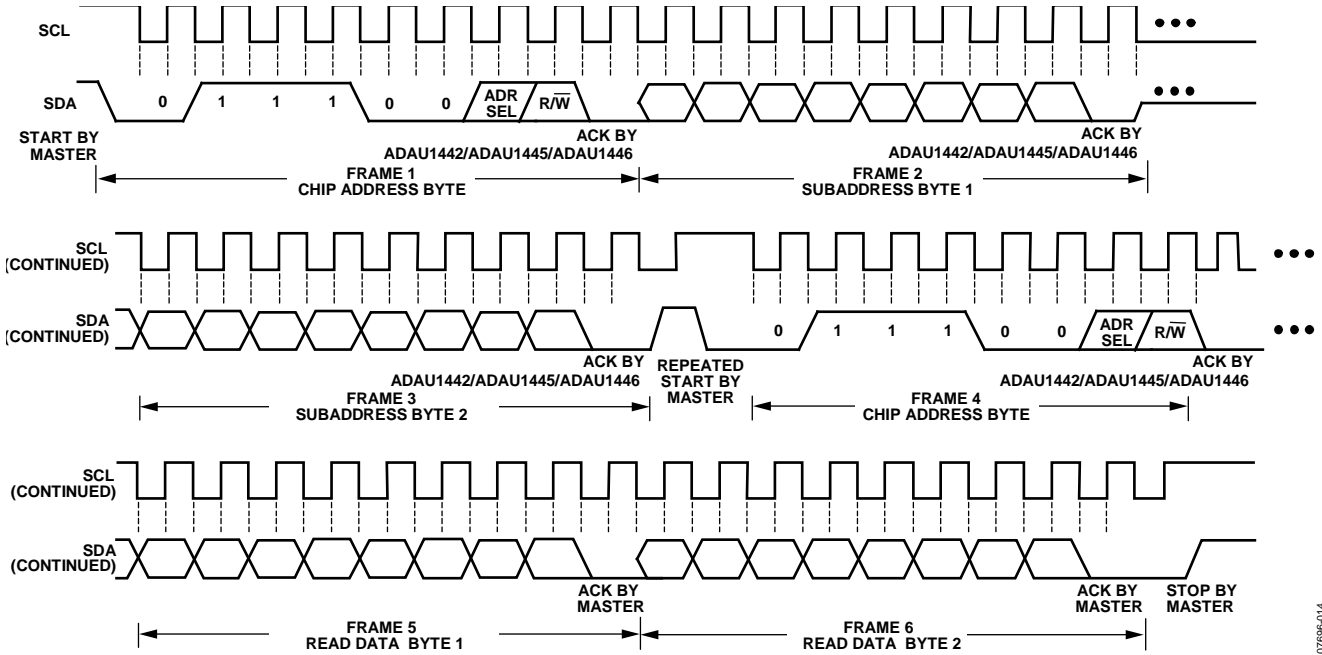 SCL
SDA
0 1 1 1 0 0 ADR SEL R/W̅
START BY MASTER
ACK BY ADAU1442/ADAU1445/ADAU1446
ACK BY ADAU1442/ADAU1445/ADAU1446
FRAME 1 CHIP ADDRESS BYTE
FRAME 2 SUBADDRESS BYTE 1
SCL (CONTINUED)
SDA (CONTINUED)
0 1 1 1 0 0 ADR SEL R/W̅
ACK BY ADAU1442/ADAU1445/ADAU1446
REPEATED START BY MASTER
ACK BY ADAU1442/ADAU1445/ADAU1446
FRAME 3 SUBADDRESS BYTE 2
FRAME 4 CHIP ADDRESS BYTE
SCL (CONTINUED)
SDA (CONTINUED)
ACK BY MASTER
ACK BY MASTER
STOP BY MASTER
FRAME 5 READ DATA BYTE 1
FRAME 6 READ DATA BYTE 2
07696-014